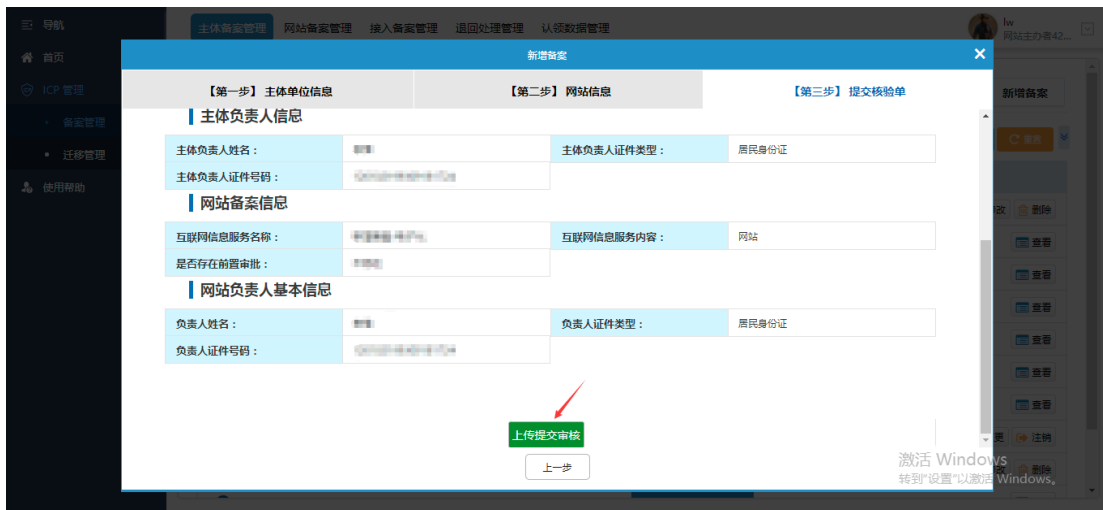 导航
主体备案管理 网站备案管理 接入备案管理 退回处理管理 认领数据管理
lw
网站主办者42...
首页
新增备案
ICP 管理
【第一步】 主体单位信息 【第二步】 网站信息 【第三步】 提交核验单
新增备案
主体负责人信息
备案管理
主体负责人姓名： 主体负责人证件类型： 居民身份证
迁移管理
主体负责人证件号码：
使用帮助
网站备案信息
改 删除
互联网信息服务名称： 互联网信息服务内容： 网站
查看
是否存在前置审批：
查看
网站负责人基本信息
查看
负责人姓名： 负责人证件类型： 居民身份证
查看
负责人证件号码：
查看
查看
上传提交审核
更 注销
上一步
激活 Windows
删除
转到"设置"以激活 Windows。